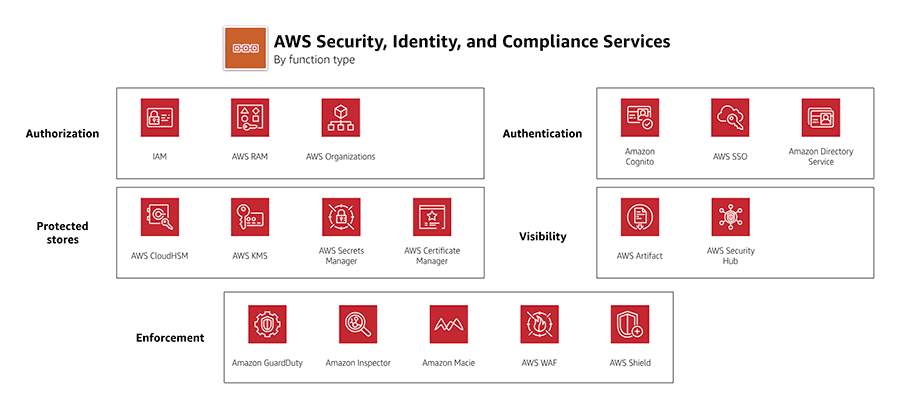 AWS Security, Identity, and Compliance Services
By function type
Authorization
IAM
AWS RAM
AWS Organizations
Authentication
Amazon
Cognito
AWS SSO
Amazon Directory
Service
Protected
stores
AWS CloudHSM
AWS KMS
AWS Secrets
Manager
AWS Certificate
Manager
Visibility
AWS Artifact
AWS Security
Hub
Enforcement
Amazon GuardDuty
Amazon Inspector
Amazon Macie
AWS WAF
AWS Shield